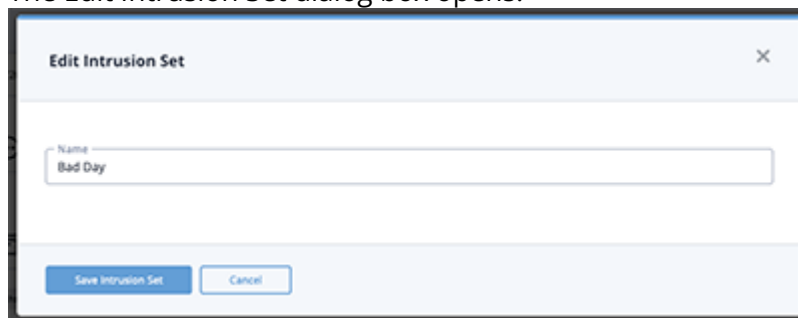 The Edit Intrusion Set dialog box opens.
Edit Intrusion Set
Name
Bad Day
Save Intrusion Set
Cancel